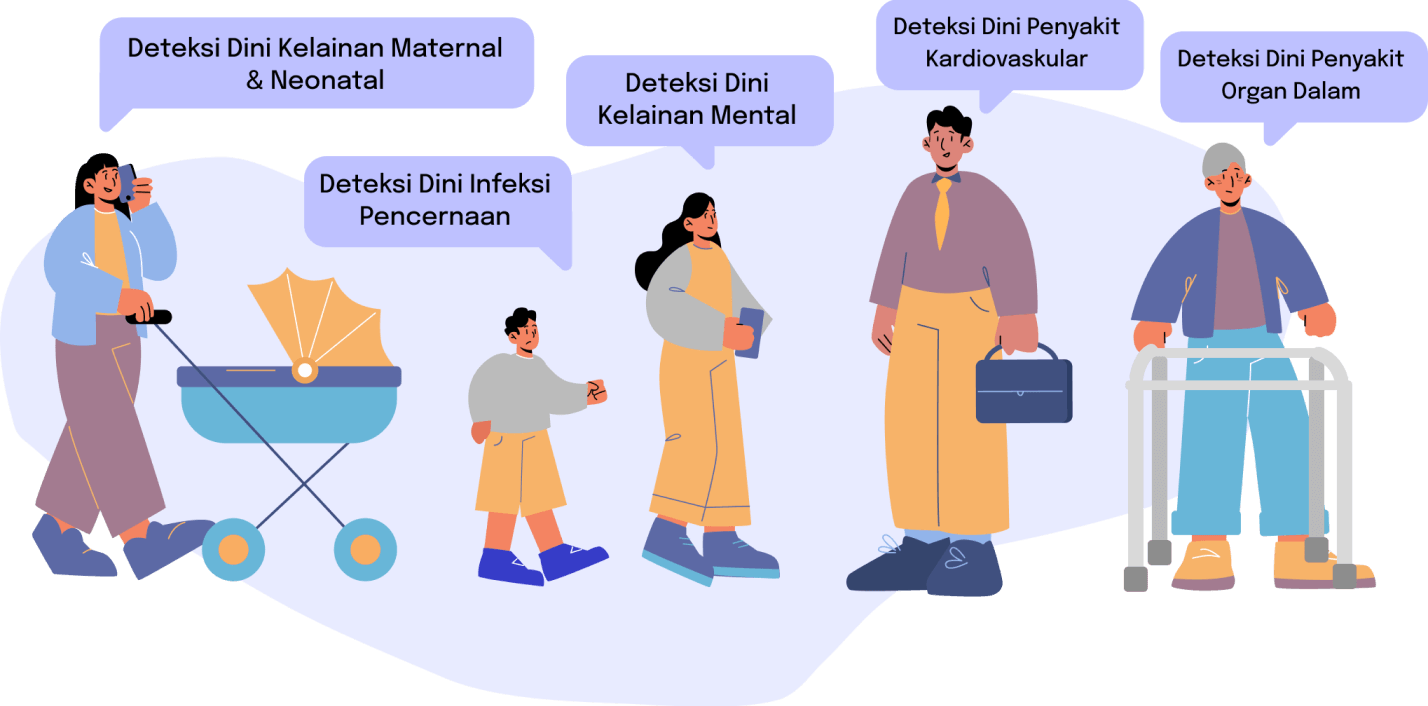 Deteksi Dini Kelainan Maternal
& Neonatal
Deteksi Dini Infeksi
Pencernaan
Deteksi Dini
Kelainan Mental
Deteksi Dini Penyakit
Kardiovaskular
Deteksi Dini Penyakit
Organ Dalam